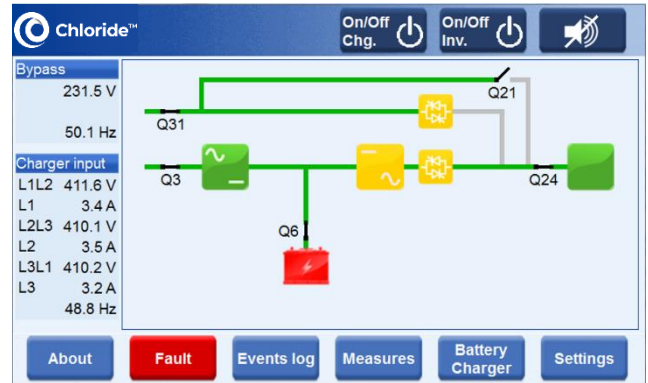 Chloride™
On/Off
Chg.
On/Off
Inv.
Bypass
231.5 V
50.1 Hz
Charger input
L1L2 411.6 V
L1 3.4 A
L2L3 410.1 V
L2 3.5 A
L3L1 410.2 V
L3 3.2 A
48.8 Hz
Q21
Q31
Q3
Q24
Q6
About
Fault
Events log
Measures
Battery
Charger
Settings